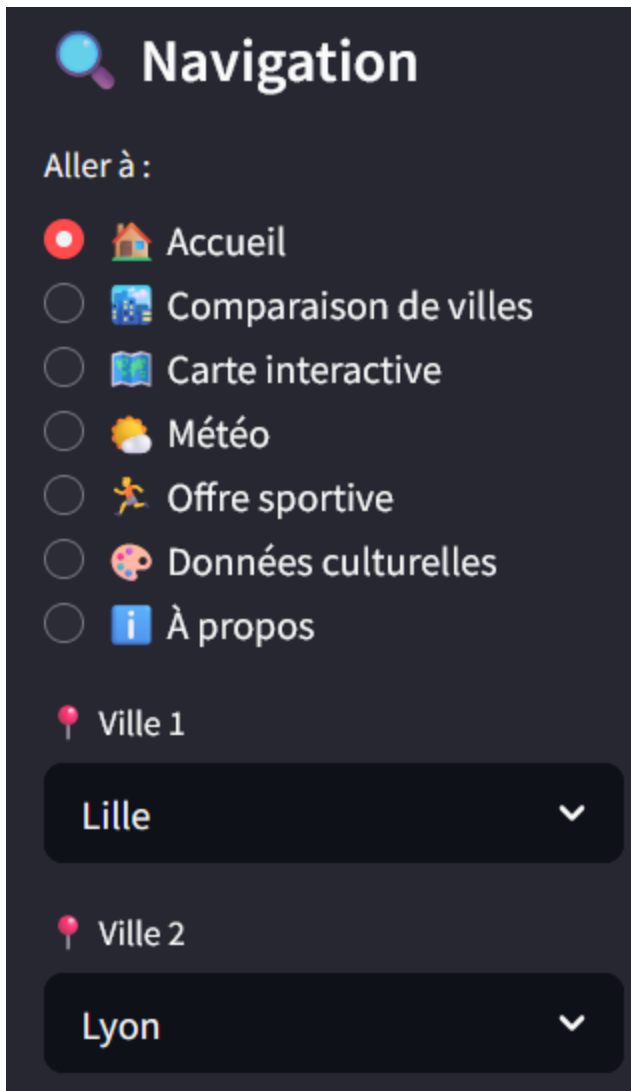 Navigation
Aller à :
Accueil
Comparaison de villes
Carte interactive
Météo
Offre sportive
Données culturelles
À propos
Ville 1
Lille
Ville 2
Lyon